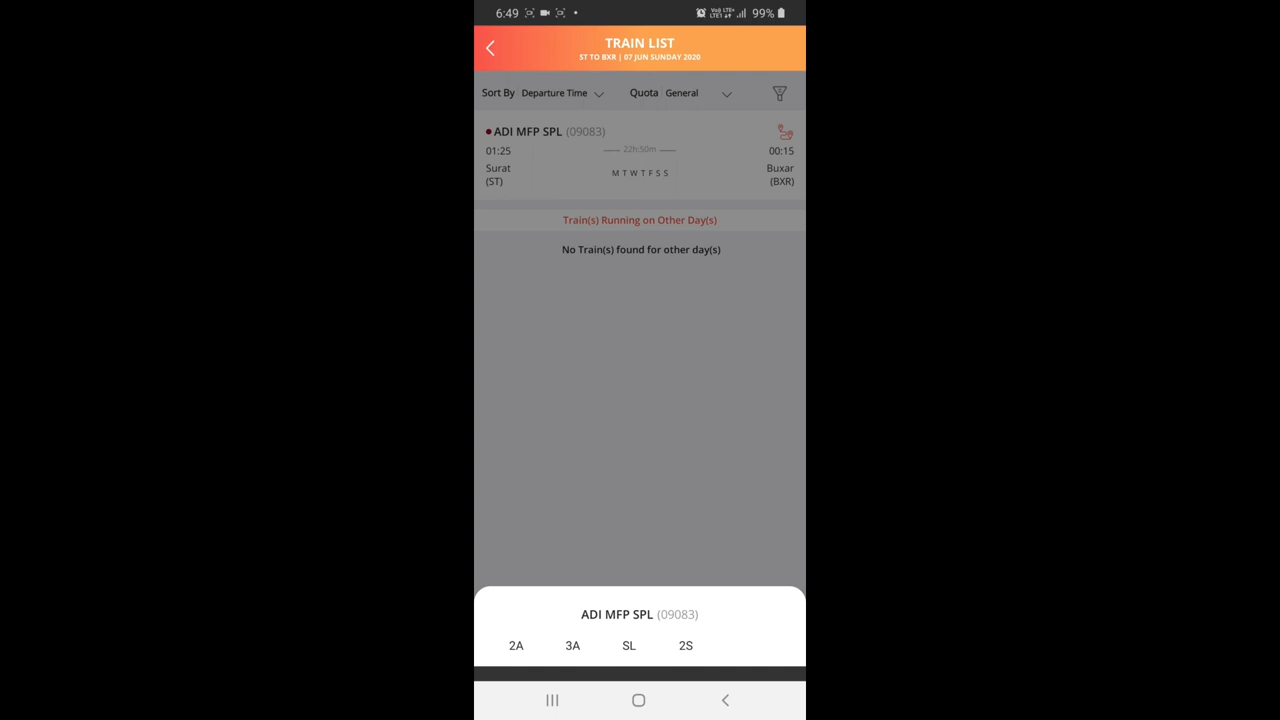 6:49 99%
TRAIN LIST
ST TO BXR | 07 JUN SUNDAY 2020
Sort By Departure Time Quota General
ADI MFP SPL (09083)
01:25 22h:50m 00:15
Surat Buxar
(ST) M T W T F S S (BXR)
Train(s) Running on Other Day(s)
No Train(s) found for other day(s)
ADI MFP SPL (09083)
2A 3A SL 2S